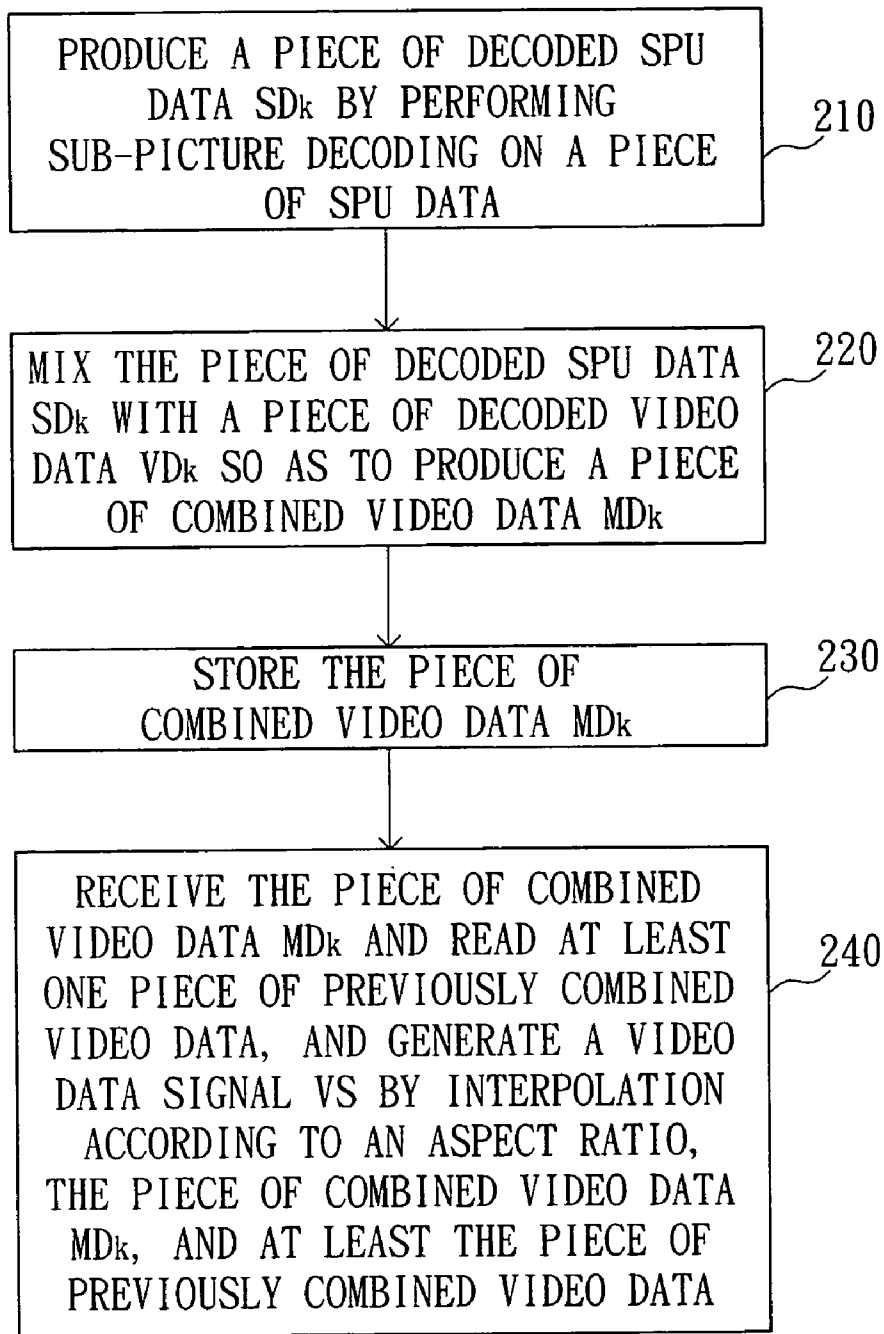 PRODUCE A PIECE OF DECODED SPU
DATA SDk BY PERFORMING
SUB-PICTURE DECODING ON A PIECE
OF SPU DATA
210
MIX THE PIECE OF DECODED SPU DATA
SDk WITH A PIECE OF DECODED VIDEO
DATA VDk SO AS TO PRODUCE A PIECE
OF COMBINED VIDEO DATA MDk
220
STORE THE PIECE OF
COMBINED VIDEO DATA MDk
230
RECEIVE THE PIECE OF COMBINED
VIDEO DATA MDk AND READ AT LEAST
ONE PIECE OF PREVIOUSLY COMBINED
VIDEO DATA, AND GENERATE A VIDEO
DATA SIGNAL VS BY INTERPOLATION
ACCORDING TO AN ASPECT RATIO,
THE PIECE OF COMBINED VIDEO DATA
MDk, AND AT LEAST THE PIECE OF
PREVIOUSLY COMBINED VIDEO DATA
240